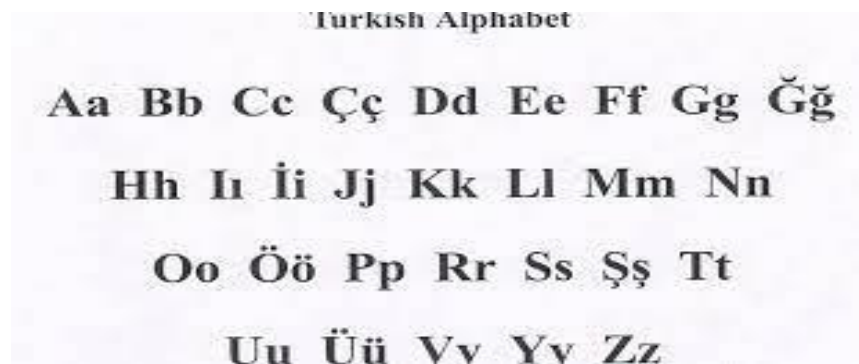 Turkish Alphabet
Aa Bb Cc Çç Dd Ee Ff Gg Ğğ
Hh Iı İi Jj Kk Ll Mm Nn
Oo Öö Pp Rr Ss Şş Tt
Uu Üü Vv Yy Zz